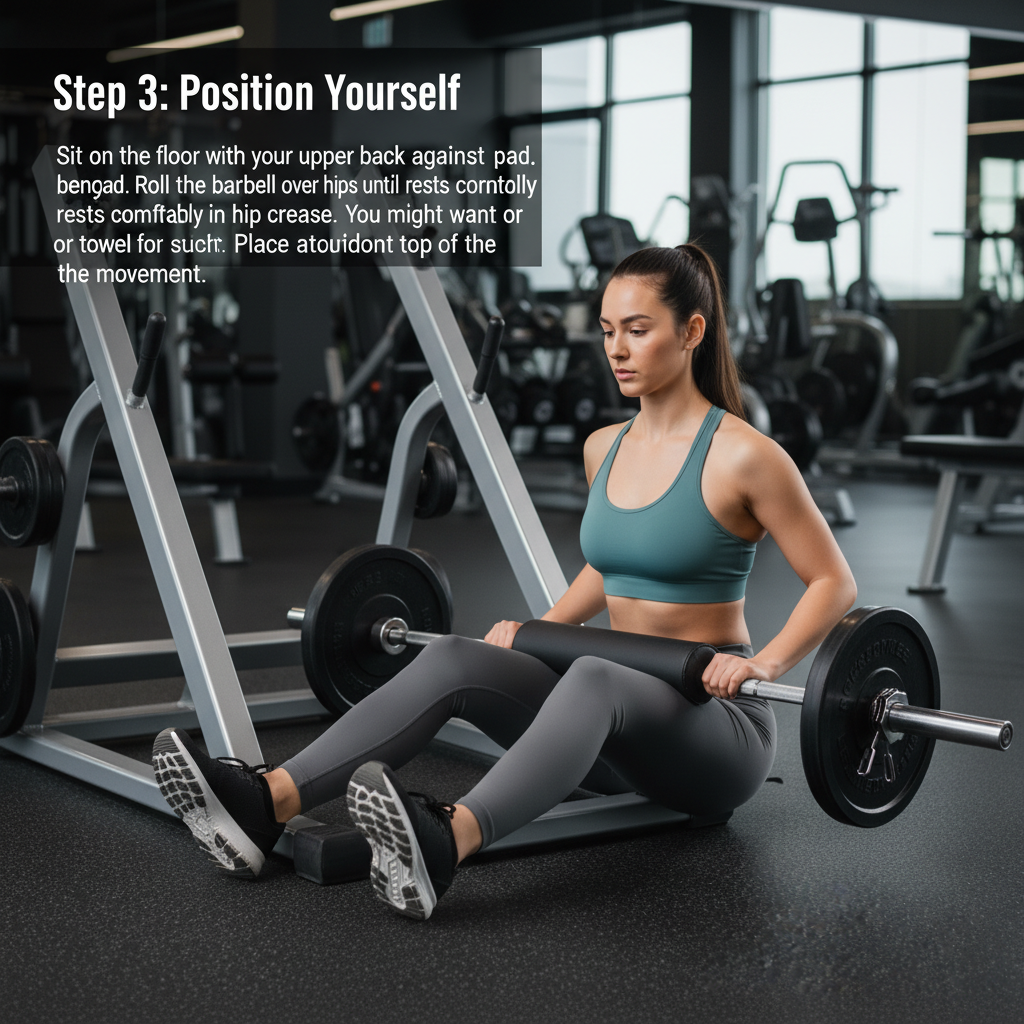 Step 3: Position Yourself
Sit on the floor with your upper back against pad.
bengad. Roll the barbell over hips until rests corntolly
rests comffably in hip crease. You might want or
or towel for sucht. Place atouidont top of the
the movement.